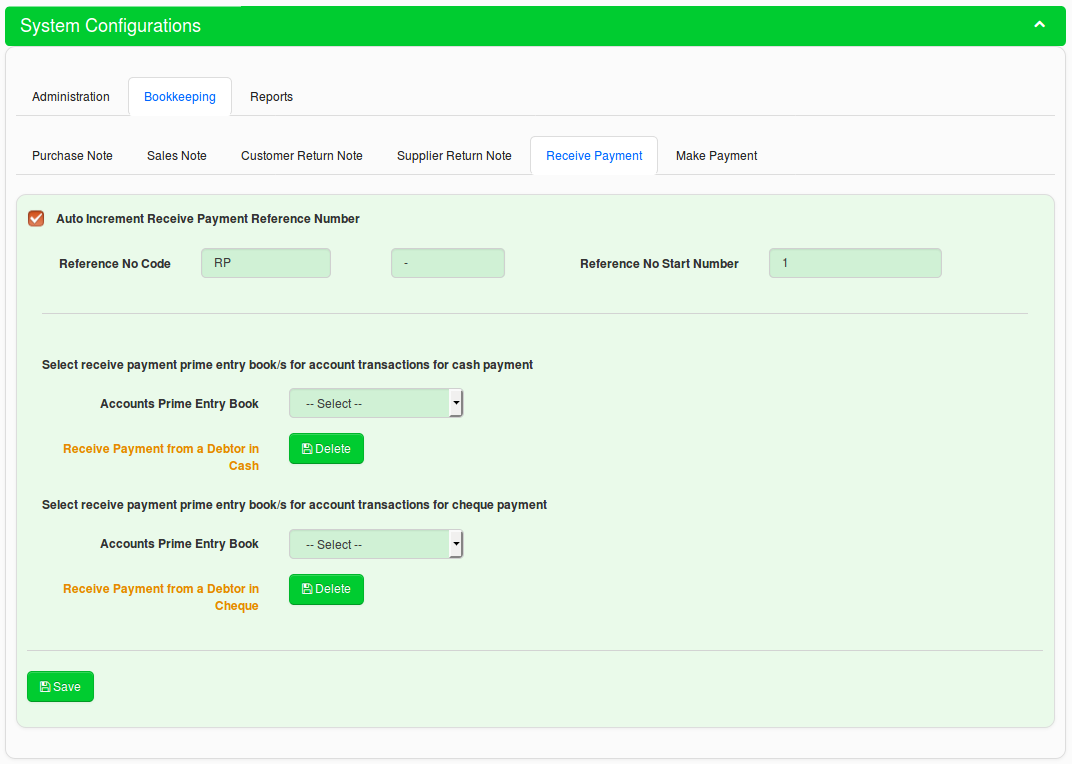 System Configurations
Administration Bookkeeping Reports
Purchase Note Sales Note Customer Return Note Supplier Return Note Receive Payment Make Payment
Auto Increment Receive Payment Reference Number
Reference No Code RP - Reference No Start Number 1
Select receive payment prime entry book/s for account transactions for cash payment
Accounts Prime Entry Book -- Select --
Receive Payment from a Debtor in Delete
Cash
Select receive payment prime entry book/s for account transactions for cheque payment
Accounts Prime Entry Book -- Select --
Receive Payment from a Debtor in Delete
Cheque
Save